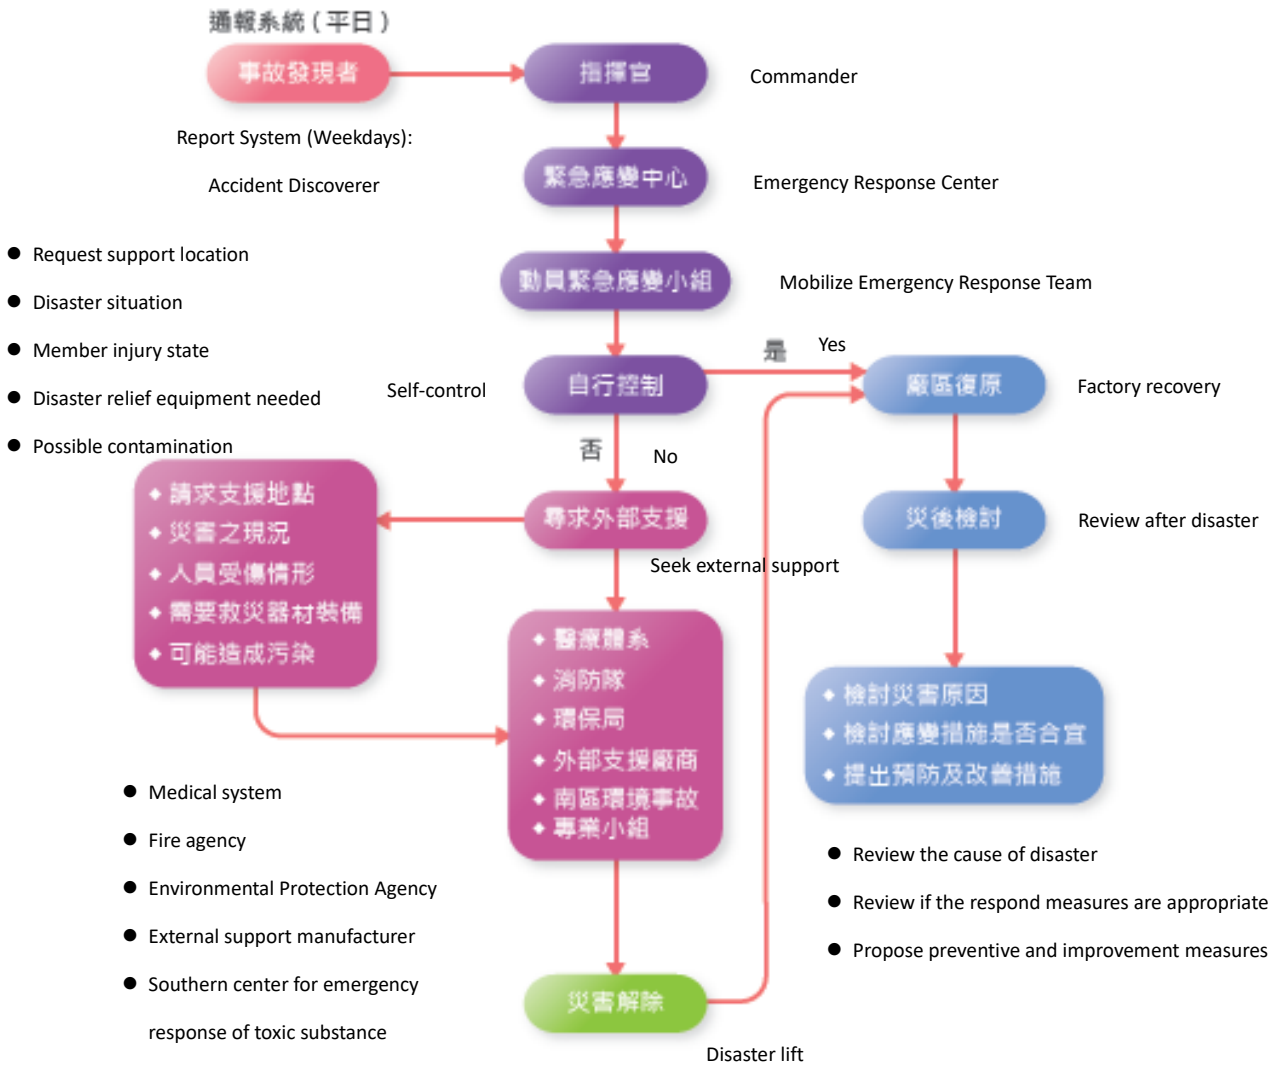 通報系統 ( 平日 )
事故發現者
指揮官
Commander
Report System (Weekdays):
Accident Discoverer
緊急應變中心
Emergency Response Center
● Request support location
● Disaster situation
● Member injury state
● Disaster relief equipment needed
● Possible contamination
動員緊急應變小組
Mobilize Emergency Response Team
是
Yes
Self-control
自行控制
廠區復原
Factory recovery
否
No
◆ 請求支援地點
◆ 災害之現況
◆ 人員受傷情形
◆ 需要救災器材裝備
◆ 可能造成污染
尋求外部支援
Seek external support
災後檢討
Review after disaster
◆ 醫療體系
◆ 消防隊
◆ 環保局
◆ 外部支援廠商
◆ 南區環境事故
◆ 專業小組
◆ 檢討災害原因
◆ 檢討應變措施是否合宜
◆ 提出預防及改善措施
● Medical system
● Fire agency
● Environmental Protection Agency
● External support manufacturer
● Southern center for emergency
response of toxic substance
● Review the cause of disaster
● Review if the respond measures are appropriate
● Propose preventive and improvement measures
災害解除
Disaster lift